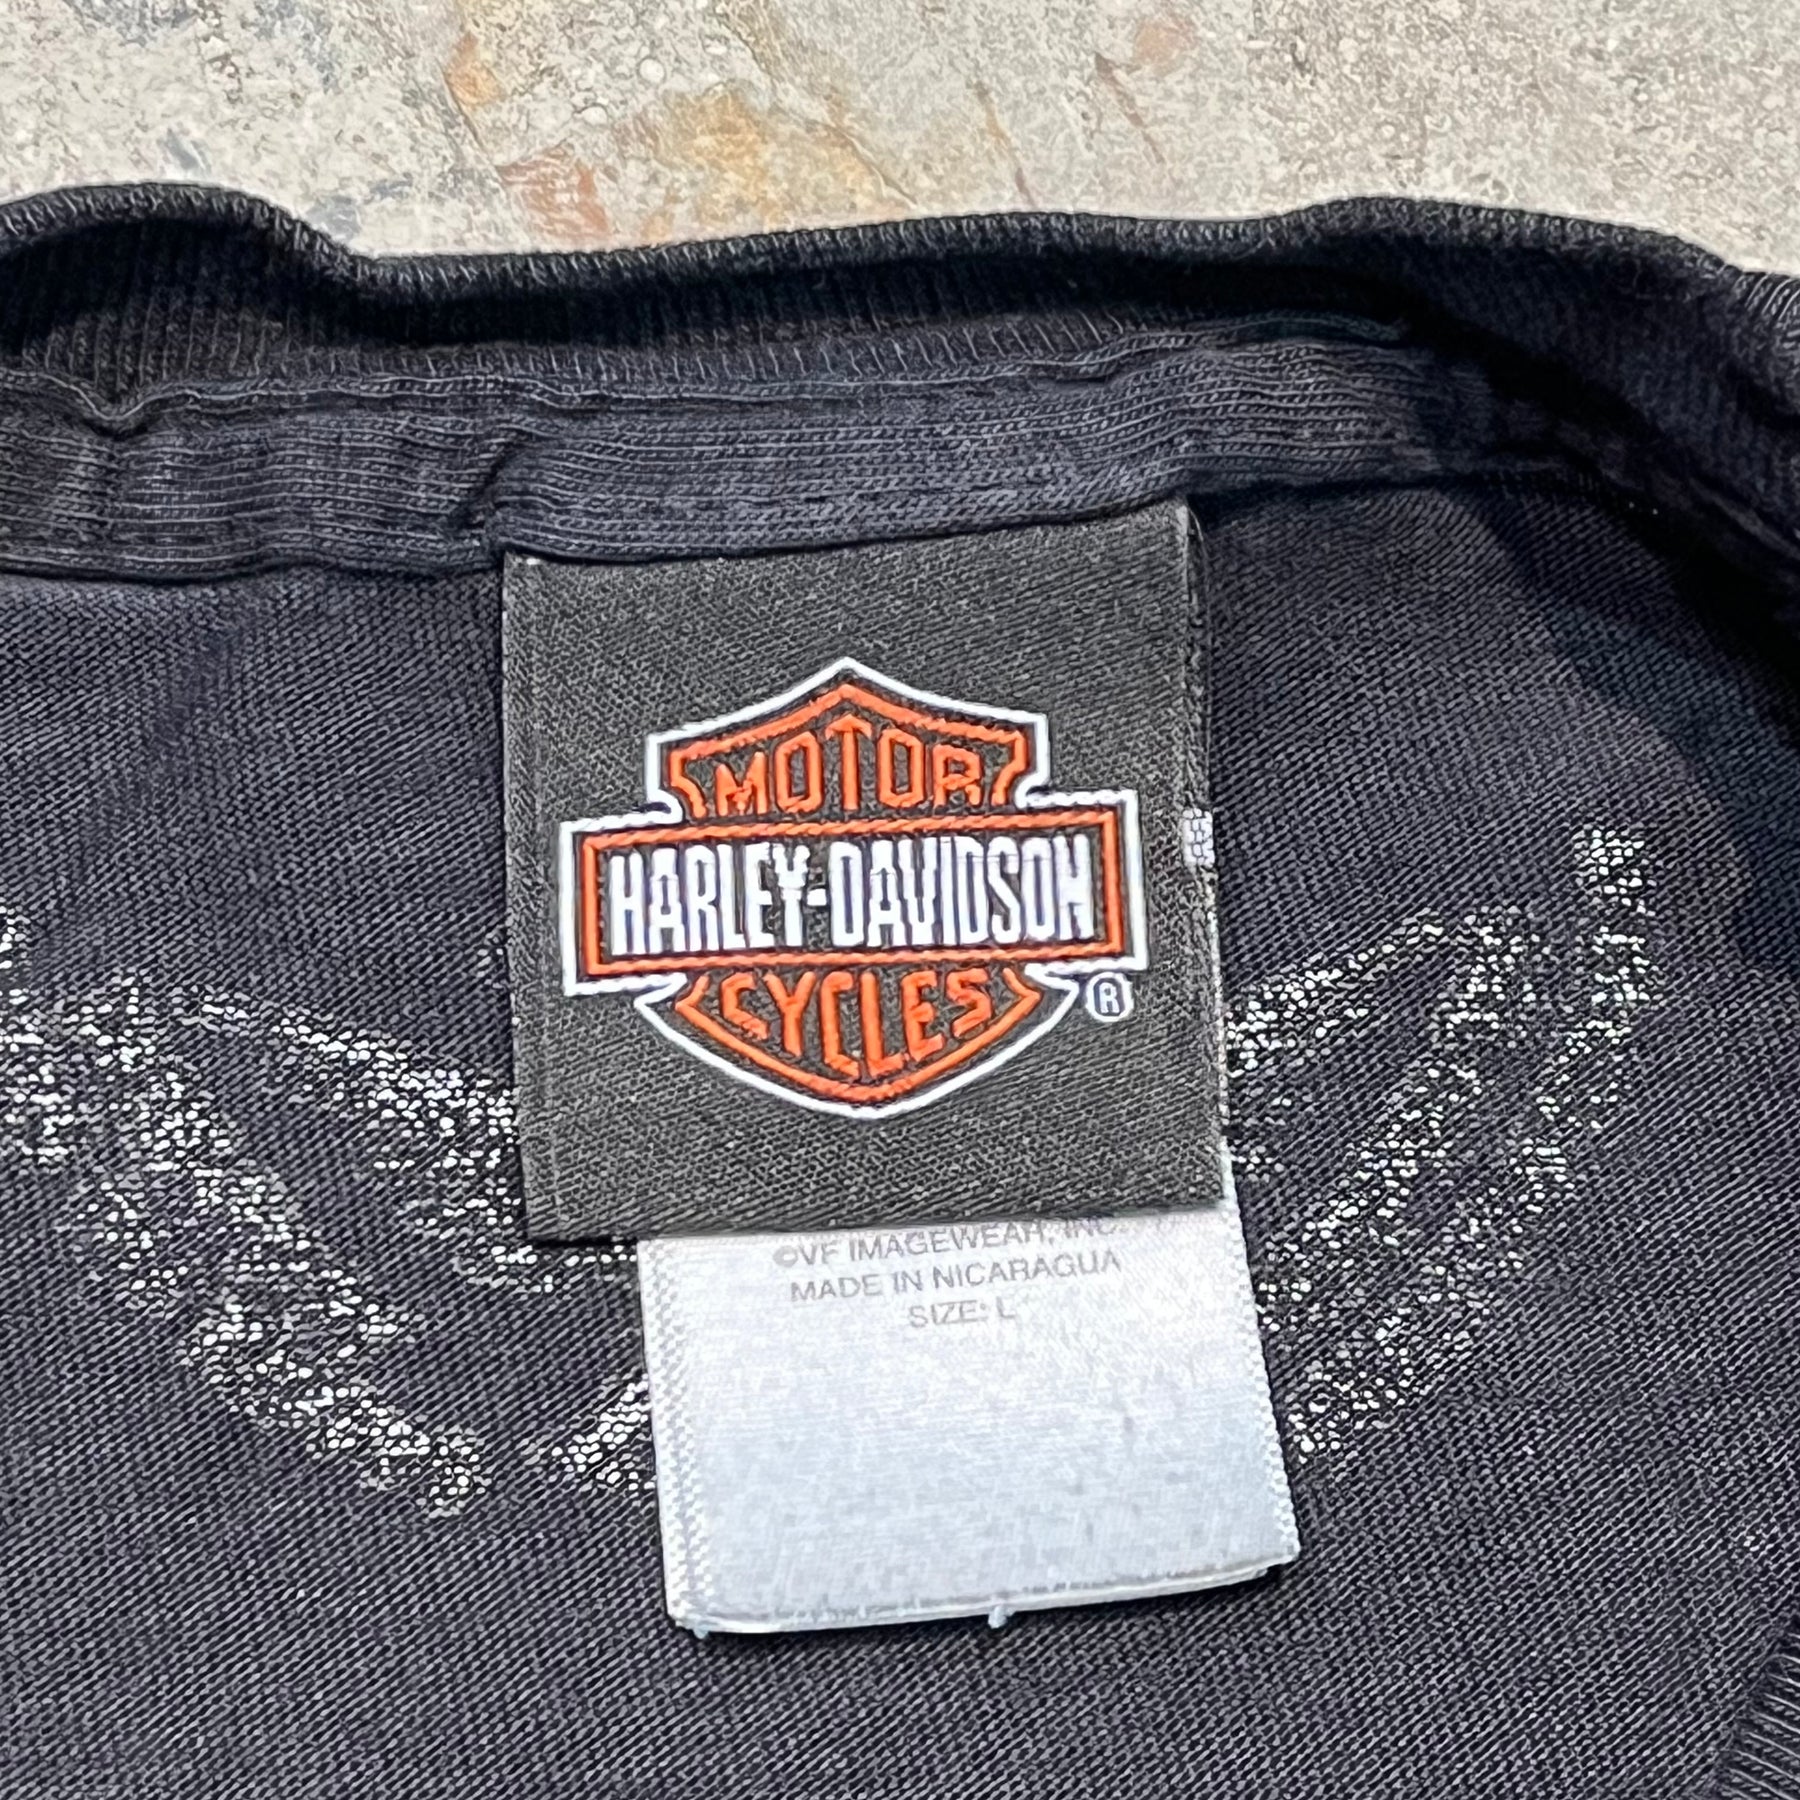 MOTOR
HARLEY-DAVIDSON
CYCLES
®
©VF IMAGEWEAR, INC.
MADE IN NICARAGUA
SIZE: L